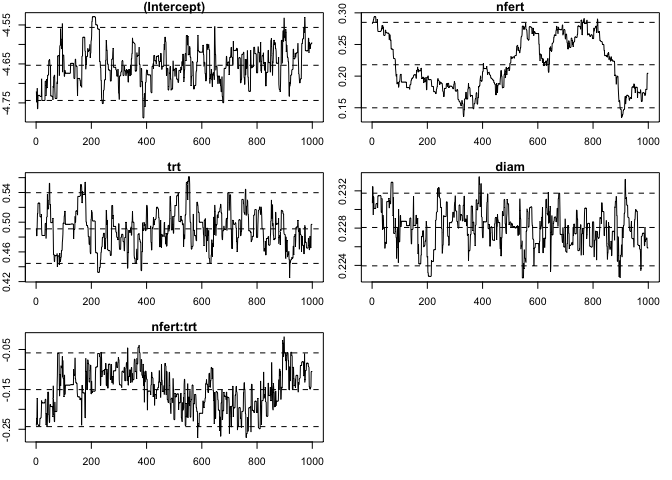 (Intercept)
-4.55
-4.65
-4.75
0 200 400 600 800 1000
nfert
0.30
0.25
0.20
0.15
0 200 400 600 800 1000
trt
0.54
0.50
0.46
0.42
0 200 400 600 800 1000
diam
0.232
0.228
0.224
0 200 400 600 800 1000
nfert:trt
-0.05
-0.15
-0.25
0 200 400 600 800 1000